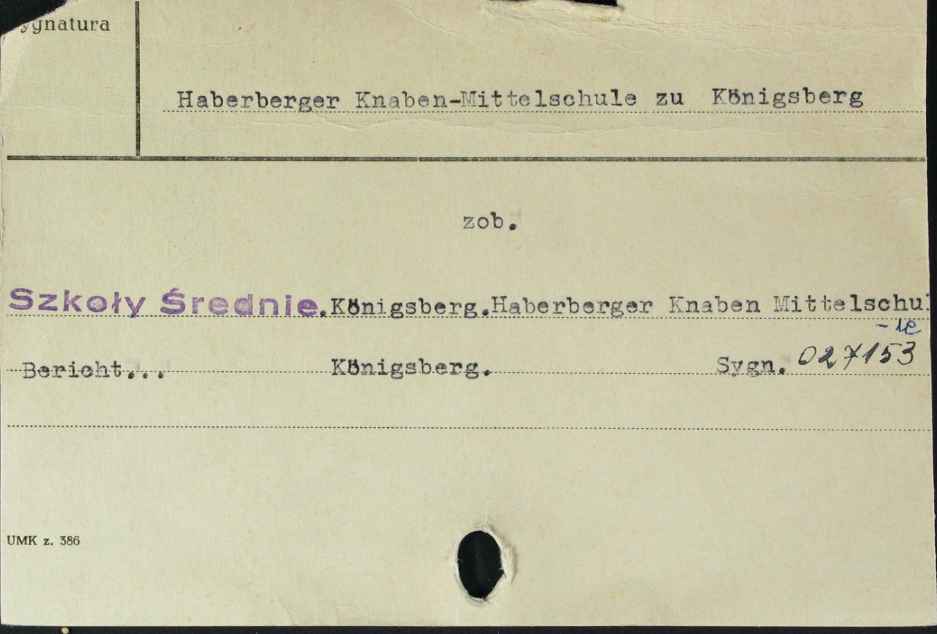 ygnatura
Haberberger Knaben-Mittelschule zu Königsberg
zob.
Szkoły Średnie.Königsberg.Haberberger Knaben Mittelschul
-ie
Bericht... Königsberg. Sygn. 027153
UMK z. 386